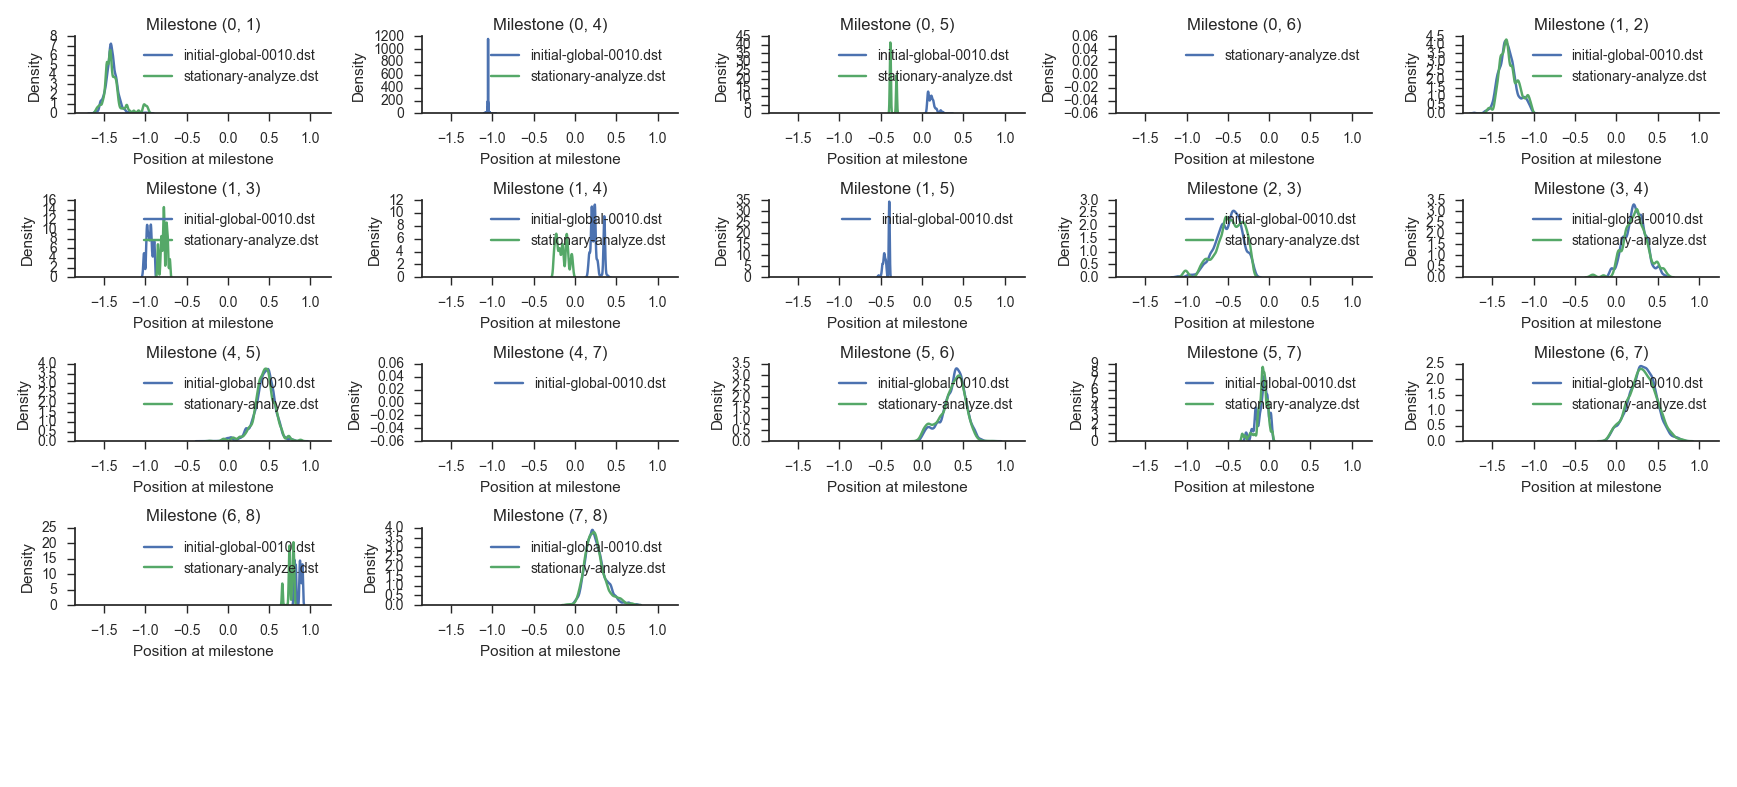 Milestone (0, 1)
Density
8
7
6
5
4
3
2
1
0
initial-global-0010.dst
stationary-analyze.dst
−1.5 −1.0 −0.5 0.0 0.5 1.0
Position at milestone
Milestone (0, 4)
Density
1200
1000
800
600
400
200
0
initial-global-0010.dst
stationary-analyze.dst
−1.5 −1.0 −0.5 0.0 0.5 1.0
Position at milestone
Milestone (0, 5)
Density
45
40
35
30
25
20
15
10
5
0
initial-global-0010.dst
stationary-analyze.dst
−1.5 −1.0 −0.5 0.0 0.5 1.0
Position at milestone
Milestone (0, 6)
Density
0.06
0.04
0.02
0.00
−0.02
−0.04
−0.06
stationary-analyze.dst
−1.5 −1.0 −0.5 0.0 0.5 1.0
Position at milestone
Milestone (1, 2)
Density
4.5
4.0
3.5
3.0
2.5
2.0
1.5
1.0
0.5
0.0
initial-global-0010.dst
stationary-analyze.dst
−1.5 −1.0 −0.5 0.0 0.5 1.0
Position at milestone
Milestone (1, 3)
Density
16
14
12
10
8
6
4
2
0
initial-global-0010.dst
stationary-analyze.dst
−1.5 −1.0 −0.5 0.0 0.5 1.0
Position at milestone
Milestone (1, 4)
Density
12
10
8
6
4
2
0
initial-global-0010.dst
stationary-analyze.dst
−1.5 −1.0 −0.5 0.0 0.5 1.0
Position at milestone
Milestone (1, 5)
Density
35
30
25
20
15
10
5
0
initial-global-0010.dst
−1.5 −1.0 −0.5 0.0 0.5 1.0
Position at milestone
Milestone (2, 3)
Density
3.0
2.5
2.0
1.5
1.0
0.5
0.0
initial-global-0010.dst
stationary-analyze.dst
−1.5 −1.0 −0.5 0.0 0.5 1.0
Position at milestone
Milestone (3, 4)
Density
3.5
3.0
2.5
2.0
1.5
1.0
0.5
0.0
initial-global-0010.dst
stationary-analyze.dst
−1.5 −1.0 −0.5 0.0 0.5 1.0
Position at milestone
Milestone (4, 5)
Density
4.0
3.5
3.0
2.5
2.0
1.5
1.0
0.5
0.0
initial-global-0010.dst
stationary-analyze.dst
−1.5 −1.0 −0.5 0.0 0.5 1.0
Position at milestone
Milestone (4, 7)
Density
0.06
0.04
0.02
0.00
−0.02
−0.04
−0.06
initial-global-0010.dst
−1.5 −1.0 −0.5 0.0 0.5 1.0
Position at milestone
Milestone (5, 6)
Density
3.5
3.0
2.5
2.0
1.5
1.0
0.5
0.0
initial-global-0010.dst
stationary-analyze.dst
−1.5 −1.0 −0.5 0.0 0.5 1.0
Position at milestone
Milestone (5, 7)
Density
9
8
7
6
5
4
3
2
1
0
initial-global-0010.dst
stationary-analyze.dst
−1.5 −1.0 −0.5 0.0 0.5 1.0
Position at milestone
Milestone (6, 7)
Density
2.5
2.0
1.5
1.0
0.5
0.0
initial-global-0010.dst
stationary-analyze.dst
−1.5 −1.0 −0.5 0.0 0.5 1.0
Position at milestone
Milestone (6, 8)
Density
25
20
15
10
5
0
initial-global-0010.dst
stationary-analyze.dst
−1.5 −1.0 −0.5 0.0 0.5 1.0
Position at milestone
Milestone (7, 8)
Density
4.0
3.5
3.0
2.5
2.0
1.5
1.0
0.5
0.0
initial-global-0010.dst
stationary-analyze.dst
−1.5 −1.0 −0.5 0.0 0.5 1.0
Position at milestone